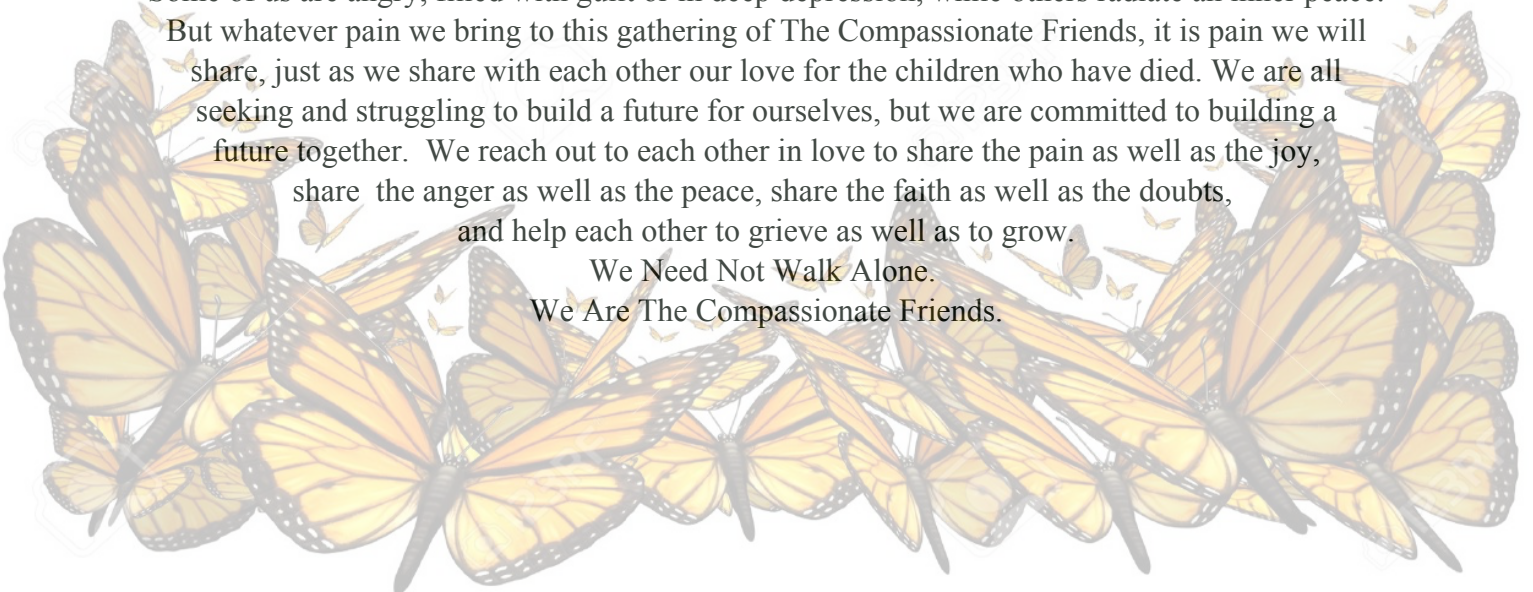 Some of us are angry, filled with guilt or in deep depression, while others radiate an inner peace.
But whatever pain we bring to this gathering of The Compassionate Friends, it is pain we will
share, just as we share with each other our love for the children who have died. We are all
seeking and struggling to build a future for ourselves, but we are committed to building a
future together.  We reach out to each other in love to share the pain as well as the joy,
share  the anger as well as the peace, share the faith as well as the doubts,
and help each other to grieve as well as to grow.
We Need Not Walk Alone.
We Are The Compassionate Friends.